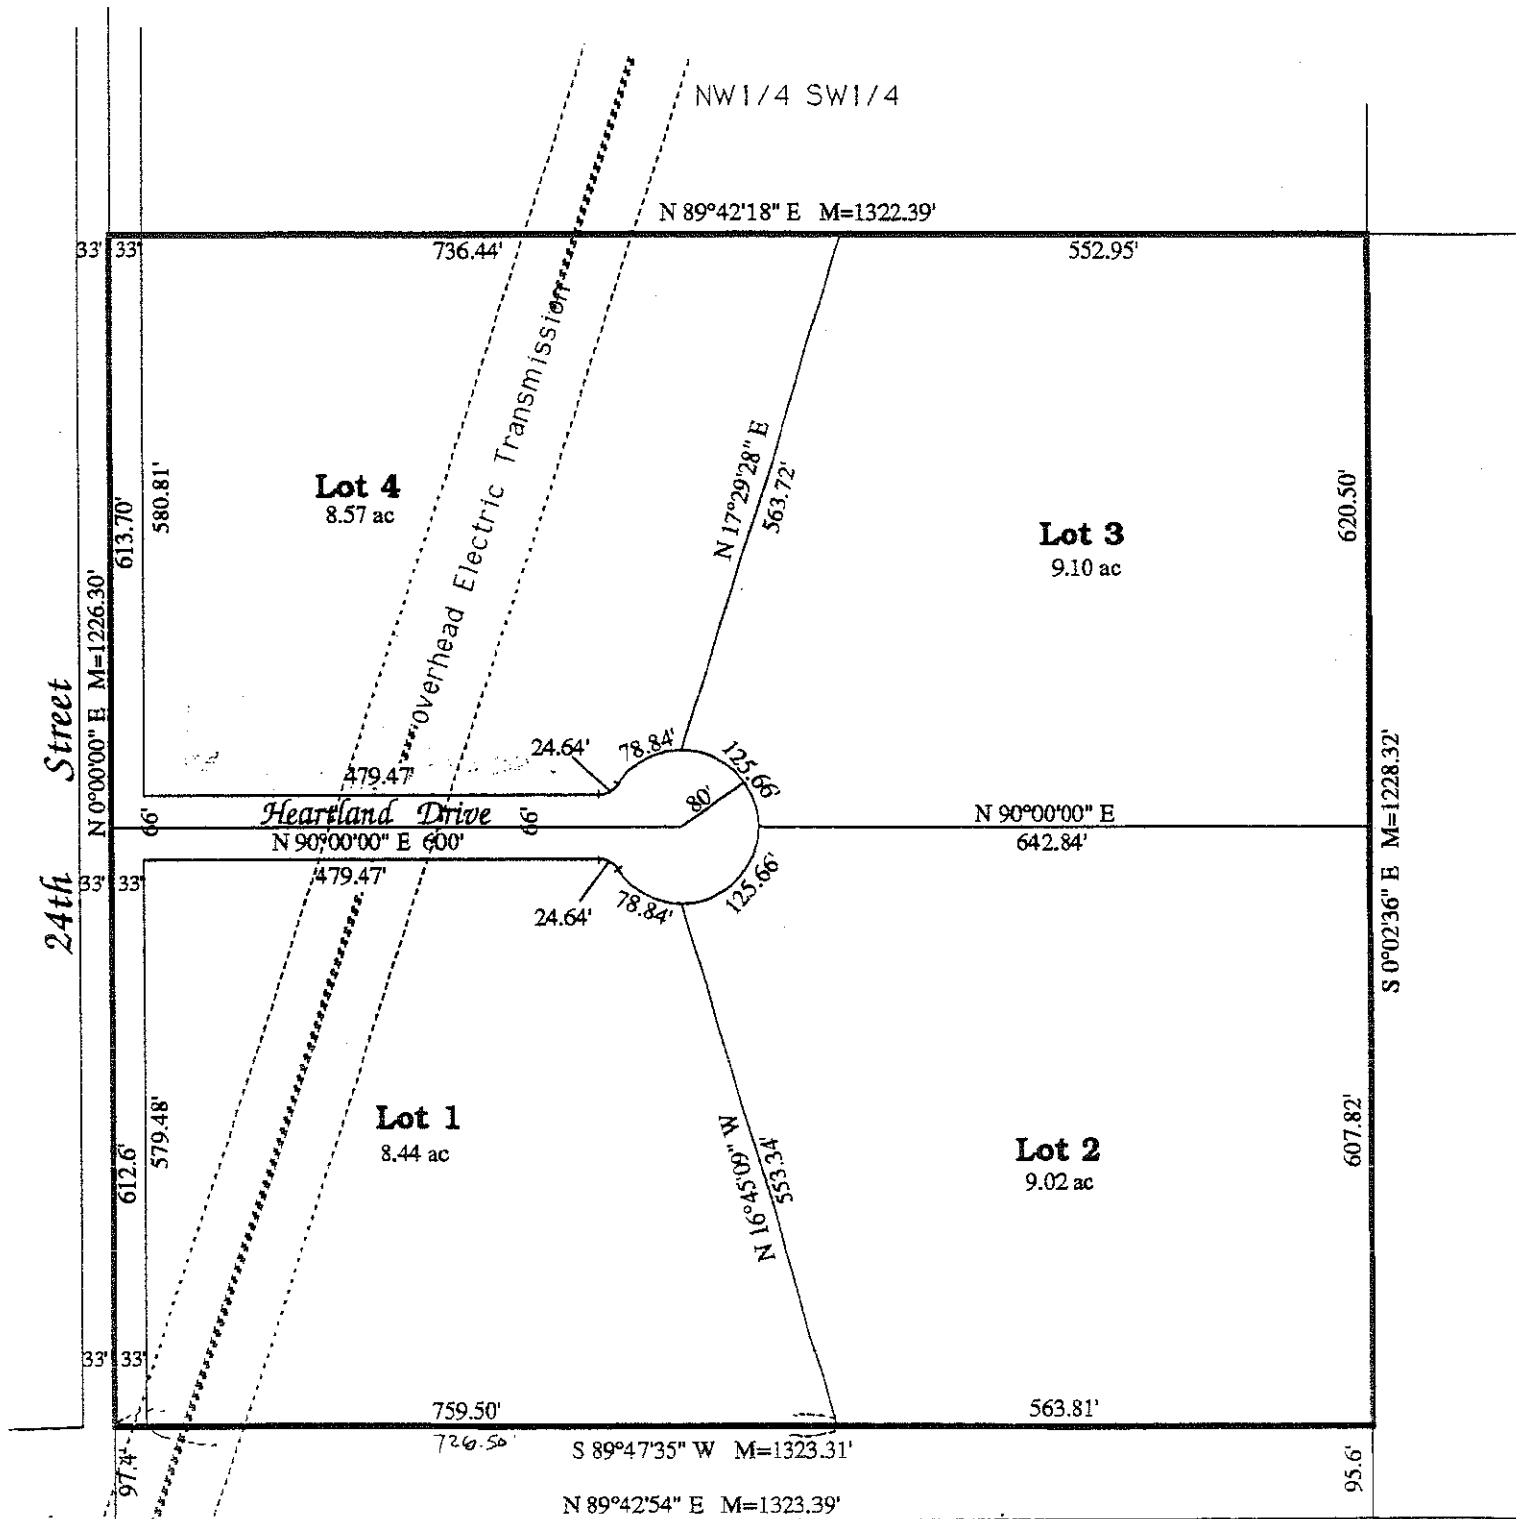 NW1/4 SW1/4
N 89°42'18" E M=1322.39'
33' 33'
736.44'
552.95'
overhead Electric Transmission
N 17°29'28" E
563.72'
Lot 4
8.57 ac
613.70'
580.81'
Lot 3
9.10 ac
620.50'
24th Street
N 0°00'00" E M=1226.30'
24.64'
78.84'
125.66'
80'
479.47'
66'
Heartland Drive
66'
N 90°00'00" E 600'
N 90°00'00" E
642.84'
S 0°02'36" E M=1228.32'
33' 33'
479.47'
24.64'
78.84'
125.66'
Lot 1
8.44 ac
612.6'
579.48'
N 16°45'09" W
553.34'
Lot 2
9.02 ac
607.82'
33' 33'
759.50'
726.50
563.81'
S 89°47'35" W M=1323.31'
97.4'
95.6'
N 89°42'54" E M=1323.39'